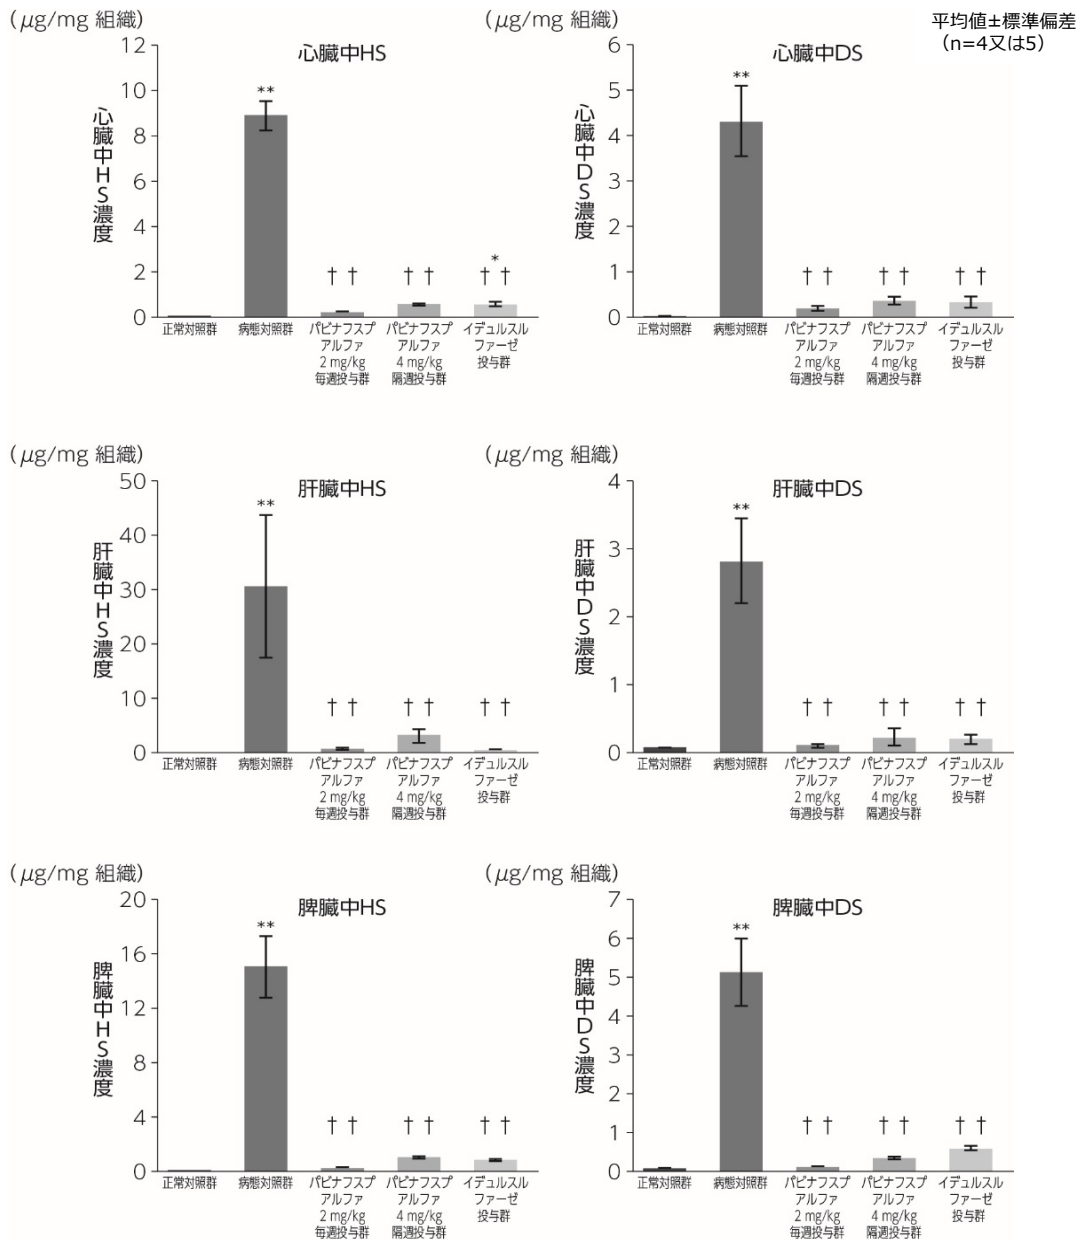 平均値±標準偏差
（n=4又は5）
（μg/mg 組織）
心臓中HS
心臓中HS濃度
12
10
8
6
4
2
0
**
† †
† †
*
† †
正常対照群
病態対照群
パビナフスプ
アルファ
2 mg/kg
毎週投与群
パビナフスプ
アルファ
4 mg/kg
隔週投与群
イデュルスル
ファーゼ
投与群
（μg/mg 組織）
心臓中DS
心臓中DS濃度
6
5
4
3
2
1
0
**
† †
† †
† †
正常対照群
病態対照群
パビナフスプ
アルファ
2 mg/kg
毎週投与群
パビナフスプ
アルファ
4 mg/kg
隔週投与群
イデュルスル
ファーゼ
投与群
（μg/mg 組織）
肝臓中HS
肝臓中HS濃度
50
40
30
20
10
0
**
† †
† †
† †
正常対照群
病態対照群
パビナフスプ
アルファ
2 mg/kg
毎週投与群
パビナフスプ
アルファ
4 mg/kg
隔週投与群
イデュルスル
ファーゼ
投与群
（μg/mg 組織）
肝臓中DS
肝臓中DS濃度
4
3
2
1
0
**
† †
† †
† †
正常対照群
病態対照群
パビナフスプ
アルファ
2 mg/kg
毎週投与群
パビナフスプ
アルファ
4 mg/kg
隔週投与群
イデュルスル
ファーゼ
投与群
（μg/mg 組織）
脾臓中HS
脾臓中HS濃度
20
16
12
8
4
0
**
† †
† †
† †
正常対照群
病態対照群
パビナフスプ
アルファ
2 mg/kg
毎週投与群
パビナフスプ
アルファ
4 mg/kg
隔週投与群
イデュルスル
ファーゼ
投与群
（μg/mg 組織）
脾臓中DS
脾臓中DS濃度
7
6
5
4
3
2
1
0
**
† †
† †
† †
正常対照群
病態対照群
パビナフスプ
アルファ
2 mg/kg
毎週投与群
パビナフスプ
アルファ
4 mg/kg
隔週投与群
イデュルスル
ファーゼ
投与群